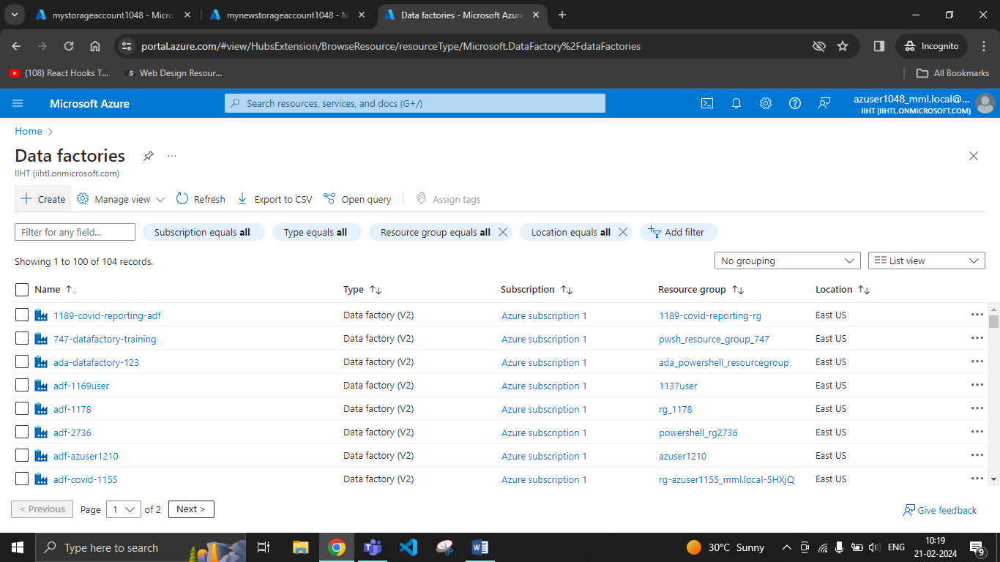 mystorageaccount1048 - Micro
mynewstorageaccount1048 - M
Data factories - Microsoft Azure
portal.azure.com/#view/HubsExtension/BrowseResource/resourceType/Microsoft.DataFactory%2FdataFactories
Incognito
(108) React Hooks T...
VS. Web Design Resour...
All Bookmarks
Microsoft Azure
Search resources, services, and docs (G+/)
azuser1048_mml.local@...
IIHT (IIHTL.ONMICROSOFT.COM)
Home
Data factories
IIHT (iihtl.onmicrosoft.com)
Create
Manage view
Refresh
Export to CSV
Open query
Assign tags
Filter for any field...
Subscription equals all
Type equals all
Resource group equals all
Location equals all
Add filter
Showing 1 to 100 of 104 records.
No grouping
List view
Name Type Subscription Resource group Location
1189-covid-reporting-adf Data factory (V2) Azure subscription 1 1189-covid-reporting-rg East US
747-datafactory-training Data factory (V2) Azure subscription 1 pwsh_resource_group_747 East US
ada-datafactory-123 Data factory (V2) Azure subscription 1 ada_powershell_resourcegroup East US
adf-1169user Data factory (V2) Azure subscription 1 1137user East US
adf-1178 Data factory (V2) Azure subscription 1 rg_1178 East US
adf-2736 Data factory (V2) Azure subscription 1 powershell_rg2736 East US
adf-azuser1210 Data factory (V2) Azure subscription 1 azuser1210 East US
adf-covid-1155 Data factory (V2) Azure subscription 1 rg-azuser1155_mml.local-5HXjQ East US
< Previous Page 1 of 2 Next >
Give feedback
Type here to search
30°C Sunny
ENG
10:19
21-02-2024
9